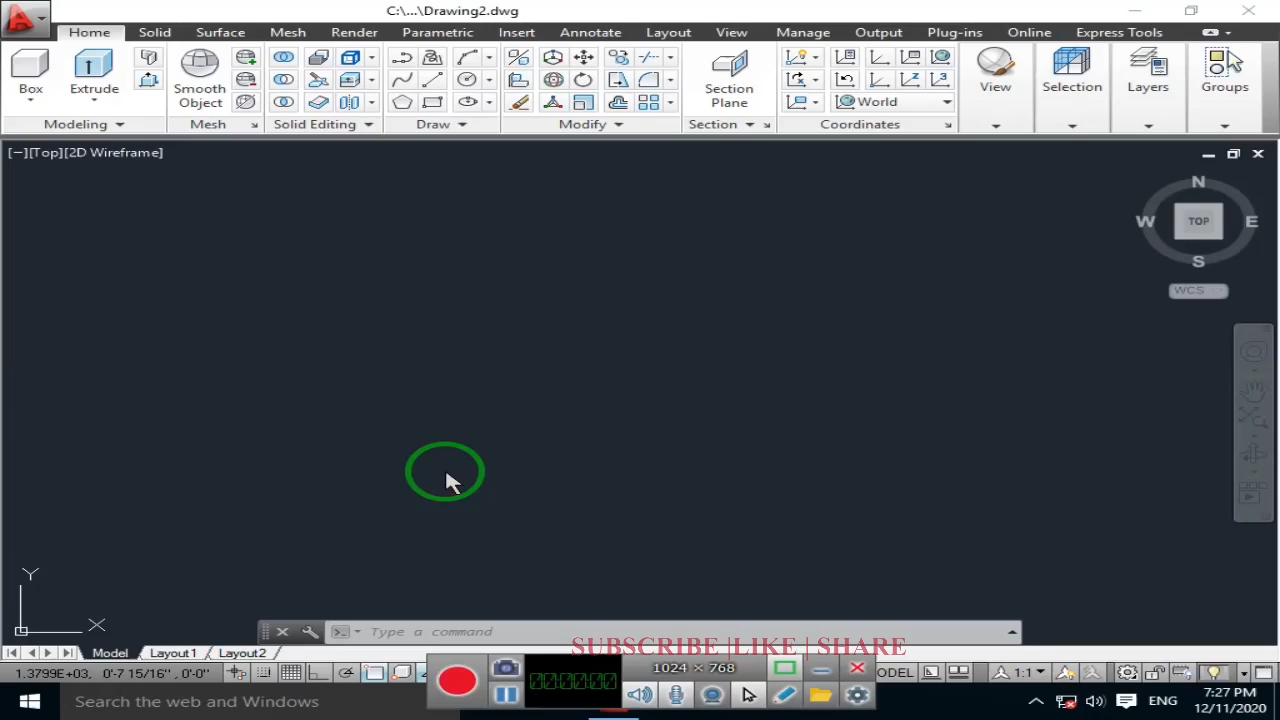 C:\...\Drawing2.dwg
Home Solid Surface Mesh Render Parametric Insert Annotate Layout View Manage Output Plug-ins Online Express Tools
Box
Extrude
Smooth
Object
Section
Plane
World
View
Selection
Layers
Groups
Modeling Mesh Solid Editing Draw Modify Section Coordinates
[−][Top][2D Wireframe]
N
W TOP E
S
WCS
Y
X
Type a command
SUBSCRIBE |LIKE | SHARE
Model Layout1 Layout2
1.3799E+03, 0'-7 15/16", 0'-0"
1024 × 768
00:00:00
ODEL
1:1
Search the web and Windows
ENG
7:27 PM
12/11/2020